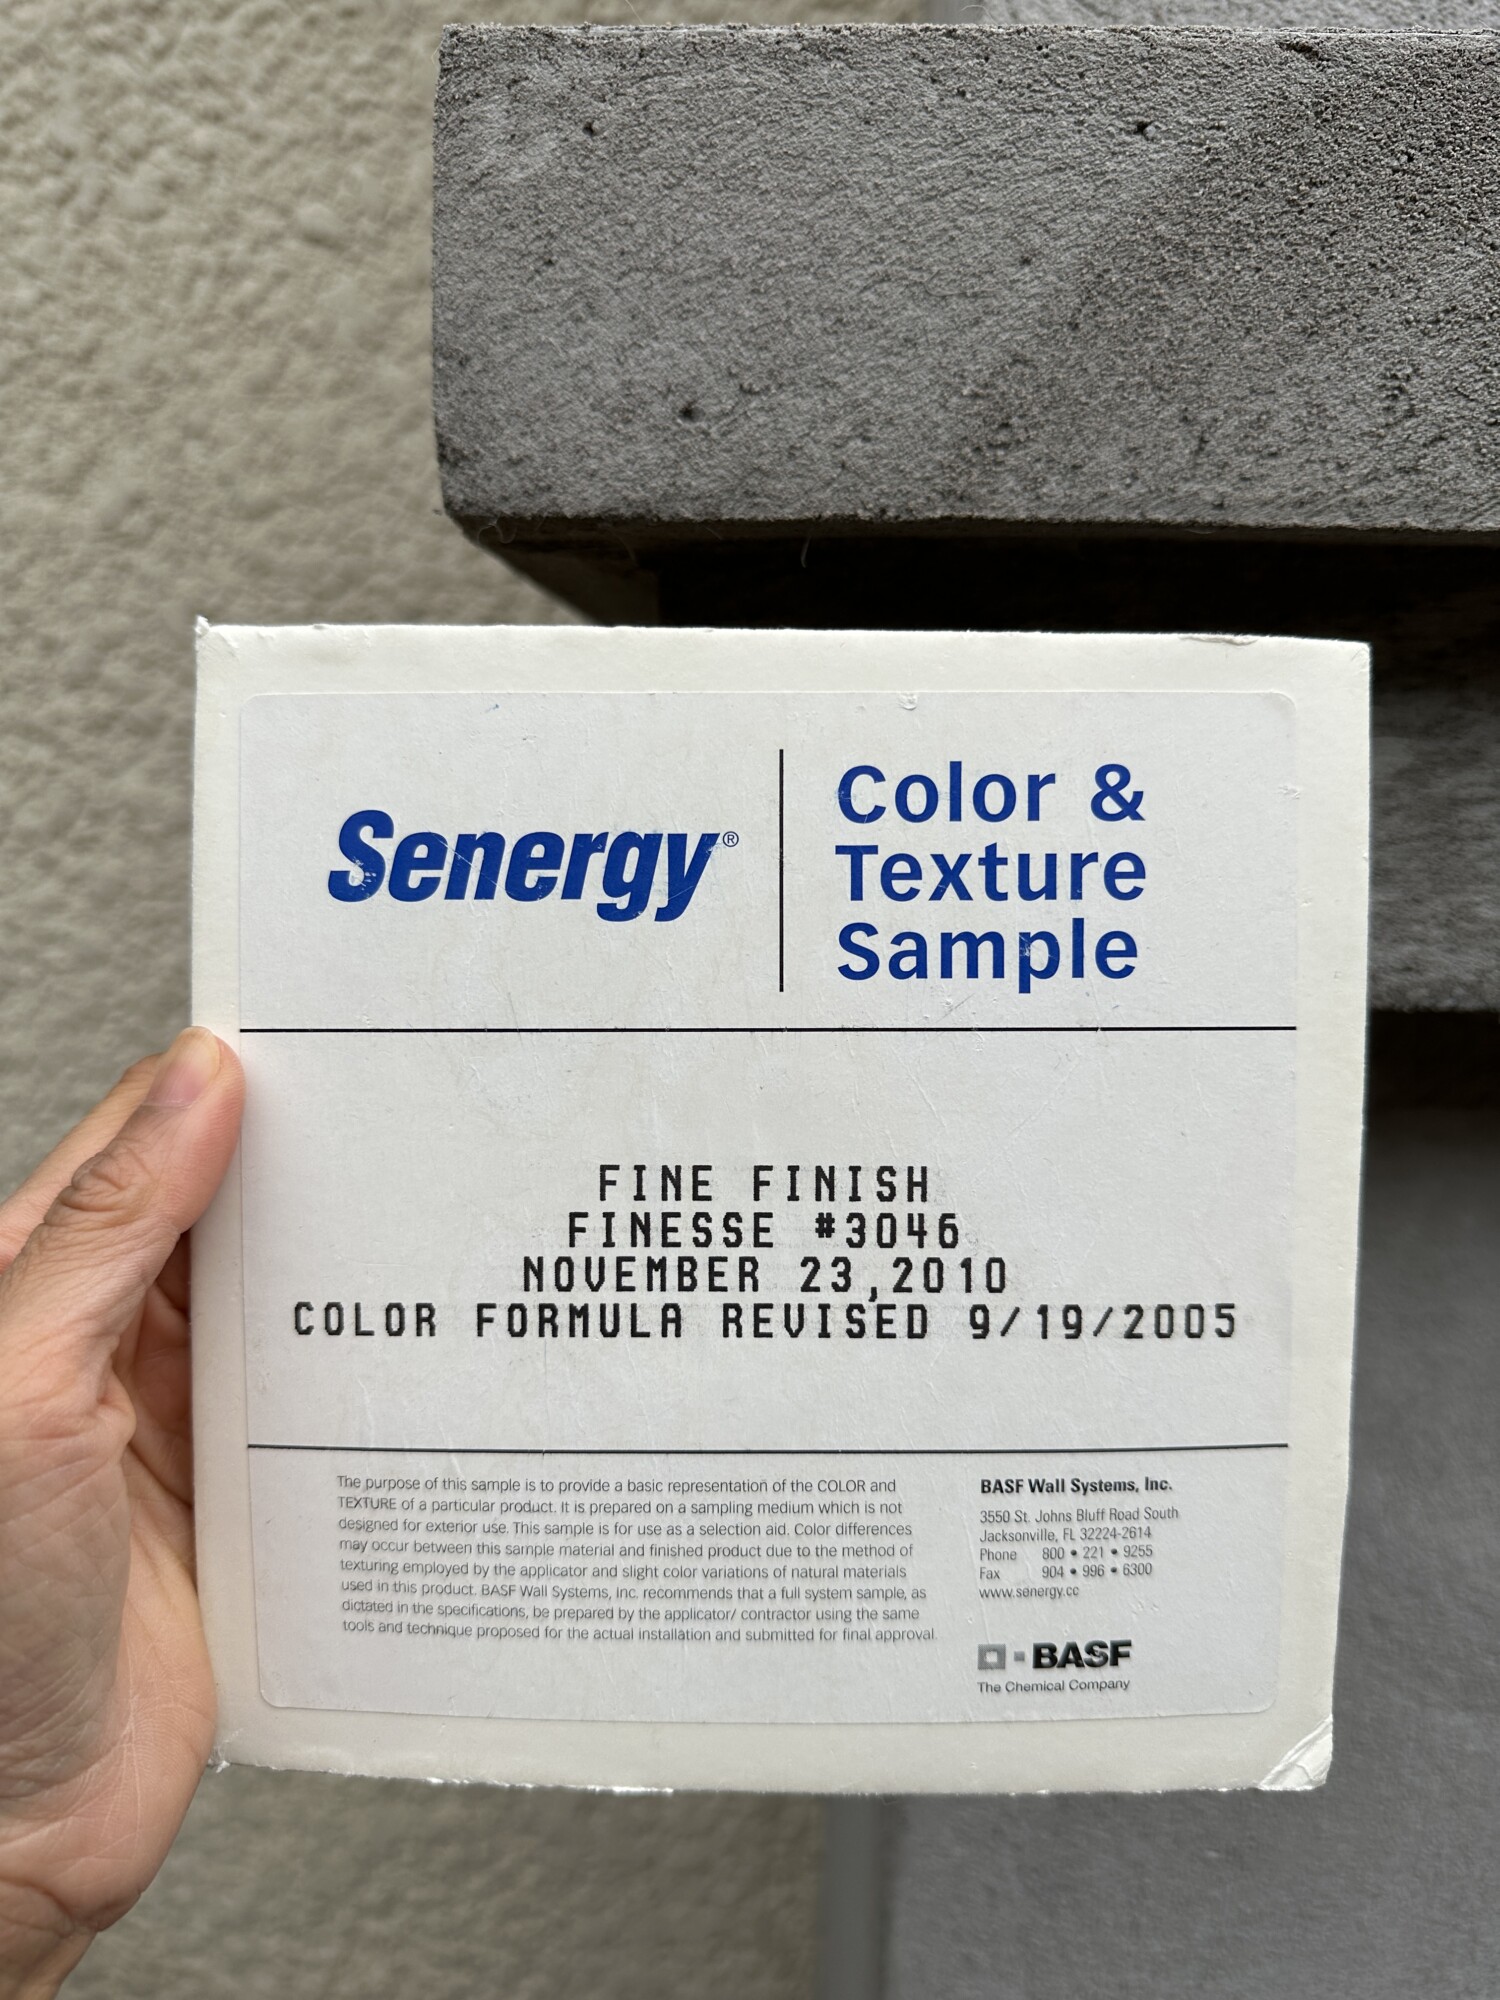 Senergy®
Color &
Texture
Sample
FINE FINISH
FINESSE #3046
NOVEMBER 23,2010
COLOR FORMULA REVISED 9/19/2005
The purpose of this sample is to provide a basic representation of the COLOR and
TEXTURE of a particular product. It is prepared on a sampling medium which is not
designed for exterior use. This sample is for use as a selection aid. Color differences
may occur between this sample material and finished product due to the method of
texturing employed by the applicator and slight color variations of natural materials
used in this product. BASF Wall Systems, Inc. recommends that a full system sample, as
dictated in the specifications, be prepared by the applicator/ contractor using the same
tools and technique proposed for the actual installation and submitted for final approval.
BASF Wall Systems, Inc.
3550 St. Johns Bluff Road South
Jacksonville, FL 32224-2614
Phone 800 • 221 • 9255
Fax 904 • 996 • 6300
www.senergy.cc
BASF
The Chemical Company